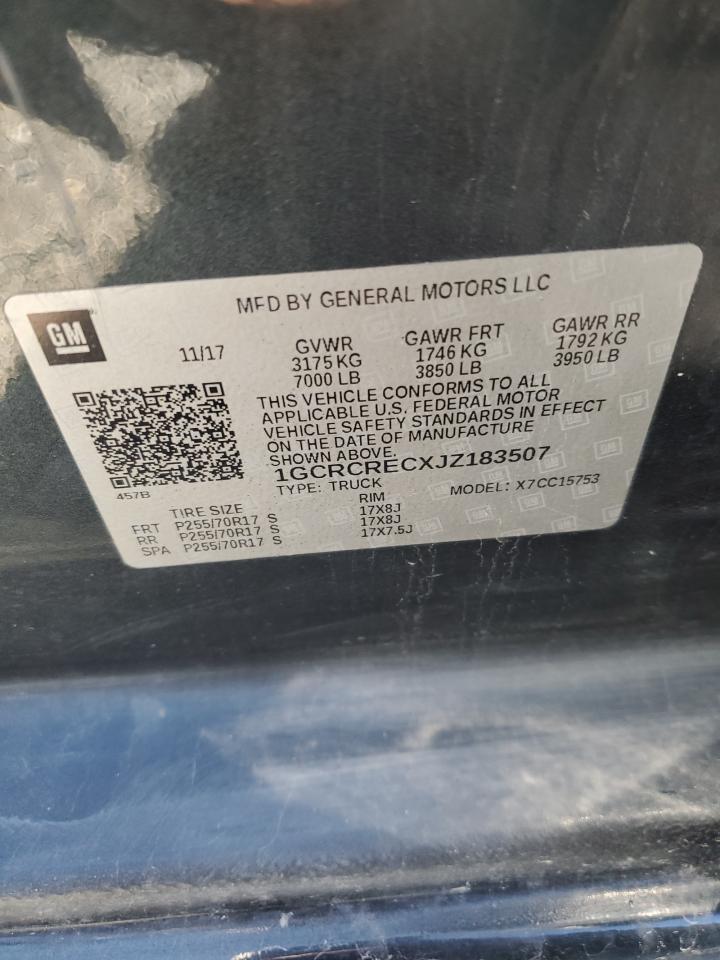 MFD BY GENERAL MOTORS LLC
GM
11/17
GVWR
3175 KG
7000 LB
GAWR FRT
1746 KG
3850 LB
GAWR RR
1792 KG
3950 LB
THIS VEHICLE CONFORMS TO ALL
APPLICABLE U.S. FEDERAL MOTOR
VEHICLE SAFETY STANDARDS IN EFFECT
ON THE DATE OF MANUFACTURE
SHOWN ABOVE.
1GCRCRECXJZ183507
457B
TYPE: TRUCK
MODEL: X7CC15753
TIRE SIZE RIM
FRT P255/70R17 S 17X8J
RR P255/70R17 S 17X8J
SPA P255/70R17 S 17X7.5J